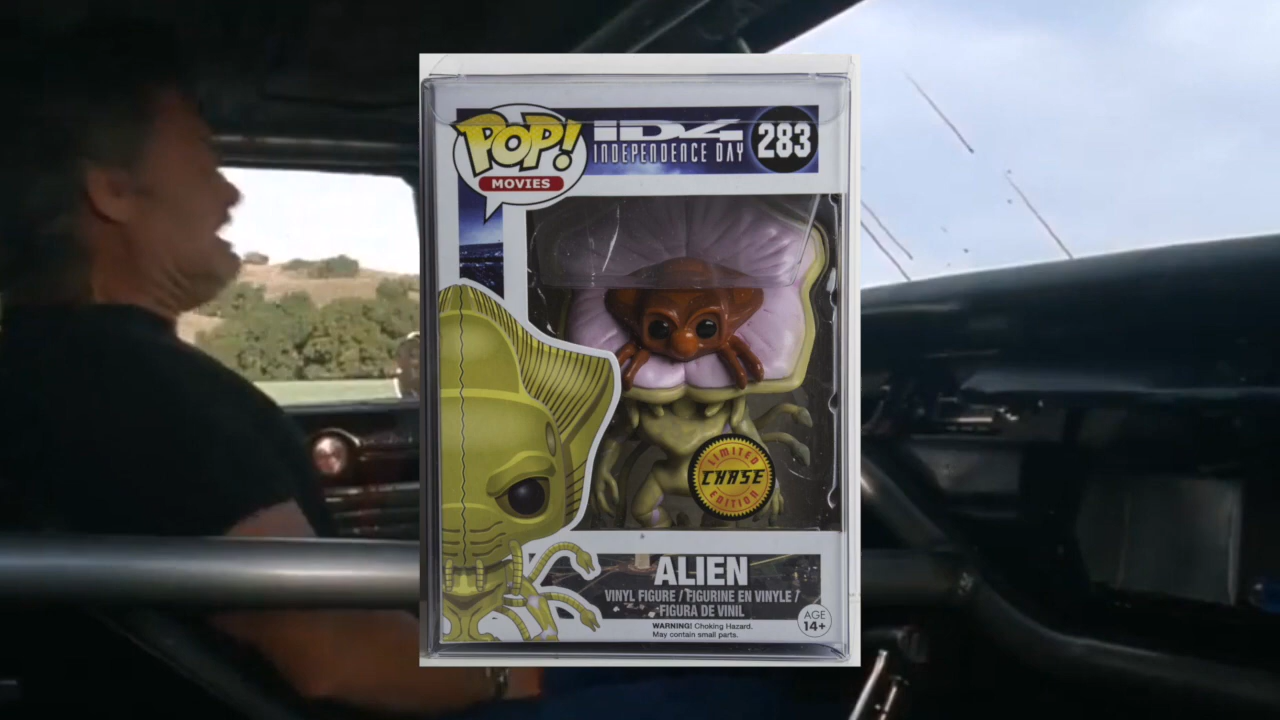 POP!
MOVIES
ID4
INDEPENDENCE DAY
283
LIMITED
CHASE
EDITION
ALIEN
VINYL FIGURE / FIGURINE EN VINYLE /
FIGURA DE VINIL
WARNING! Choking Hazard.
May contain small parts.
AGE
14+